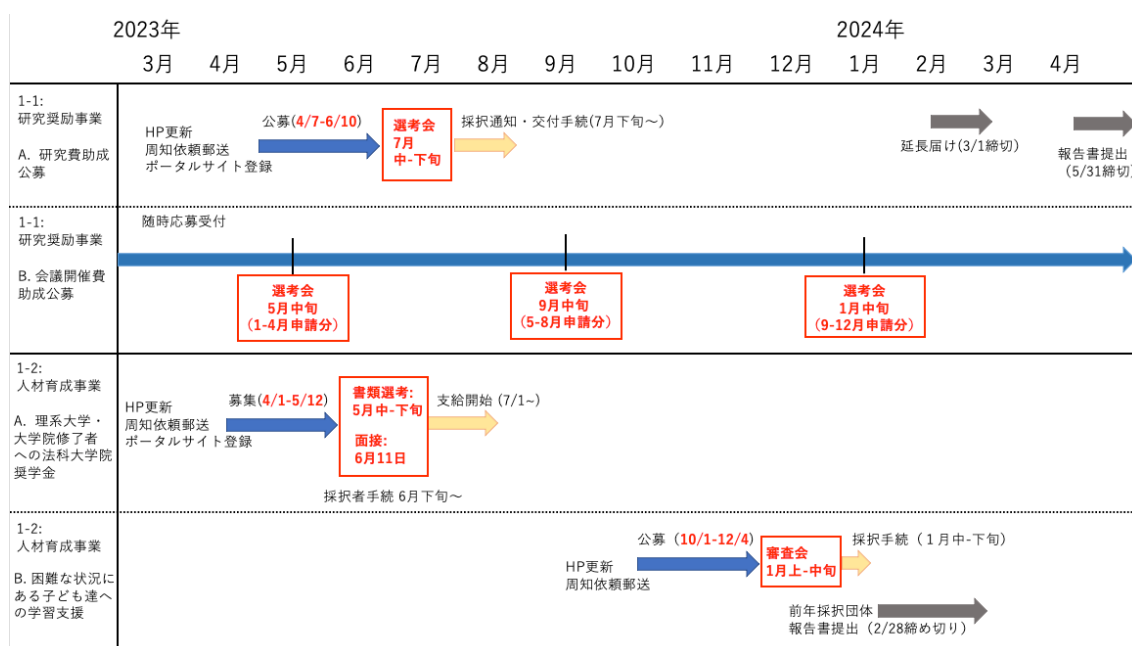 2023年
2024年
3月 4月 5月 6月 7月 8月 9月 10月 11月 12月 1月 2月 3月 4月
1-1:
研究奨励事業
A. 研究費助成
公募
HP更新
周知依頼郵送
ポータルサイト登録
公募(4/7-6/10)
選考会
7月
中-下旬
採択通知・交付手続(7月下旬～)
延長届け(3/1締切)
報告書提出
(5/31締切)
1-1:
研究奨励事業
B. 会議開催費
助成公募
随時応募受付
選考会
5月中旬
(1-4月申請分)
選考会
9月中旬
(5-8月申請分)
選考会
1月中旬
(9-12月申請分)
1-2:
人材育成事業
A. 理系大学・
大学院修了者
への法科大学院
奨学金
HP更新
周知依頼郵送
ポータルサイト登録
募集(4/1-5/12)
書類選考:
5月中-下旬
面接:
6月11日
支給開始 (7/1~)
採択者手続 6月下旬～
1-2:
人材育成事業
B. 困難な状況に
ある子ども達へ
の学習支援
HP更新
周知依頼郵送
公募（10/1-12/4)
審査会
1月上-中旬
採択手続（１月中-下旬)
前年採択団体
報告書提出（2/28締め切り）